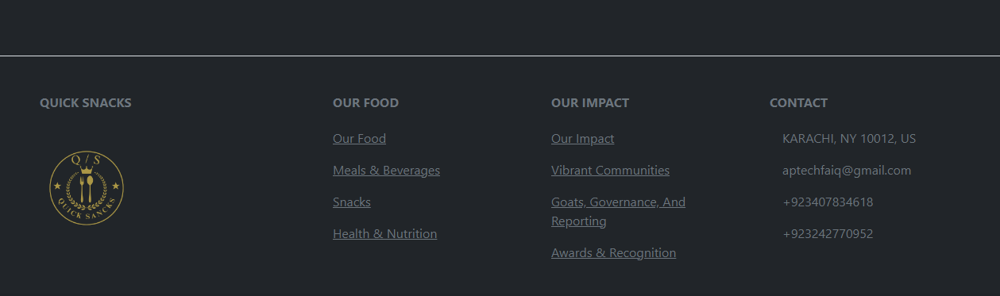 QUICK SNACKS
Q / S
QUICK SANCKS
OUR FOOD
Our Food
Meals & Beverages
Snacks
Health & Nutrition
OUR IMPACT
Our Impact
Vibrant Communities
Goats, Governance, And
Reporting
Awards & Recognition
CONTACT
KARACHI, NY 10012, US
aptechfaiq@gmail.com
+923407834618
+923242770952